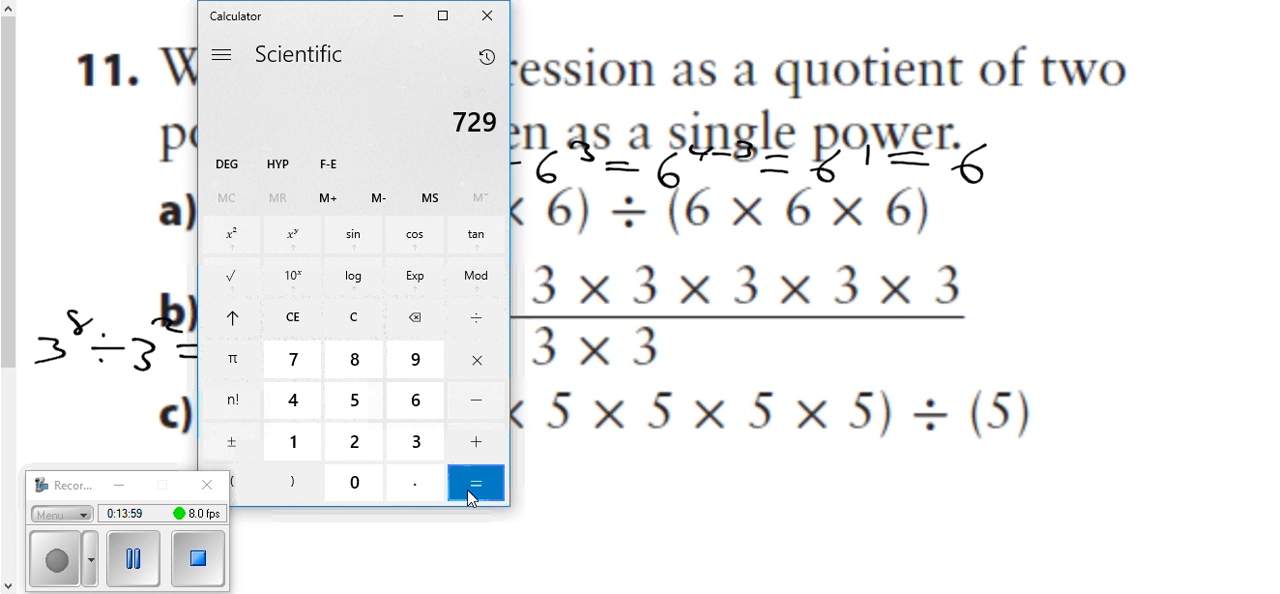 Calculator
Scientific
729
DEG HYP F-E
MC MR M+ M- MS M˅
x² xʸ sin cos tan
√ 10ˣ log Exp Mod
↑ CE C ⌫ ÷
π 7 8 9 ×
n! 4 5 6 −
± 1 2 3 +
( ) 0 . =
11. W ression as a quotient of two
po en as a single power.
6³ = 6⁴⁻³ = 6¹ = 6
a) × 6) ÷ (6 × 6 × 6)
b) 3 × 3 × 3 × 3 × 3
3 × 3
3⁸ ÷ 3² =
c) × 5 × 5 × 5 × 5) ÷ (5)
Recor...
Menu 0:13:59 8.0 fps